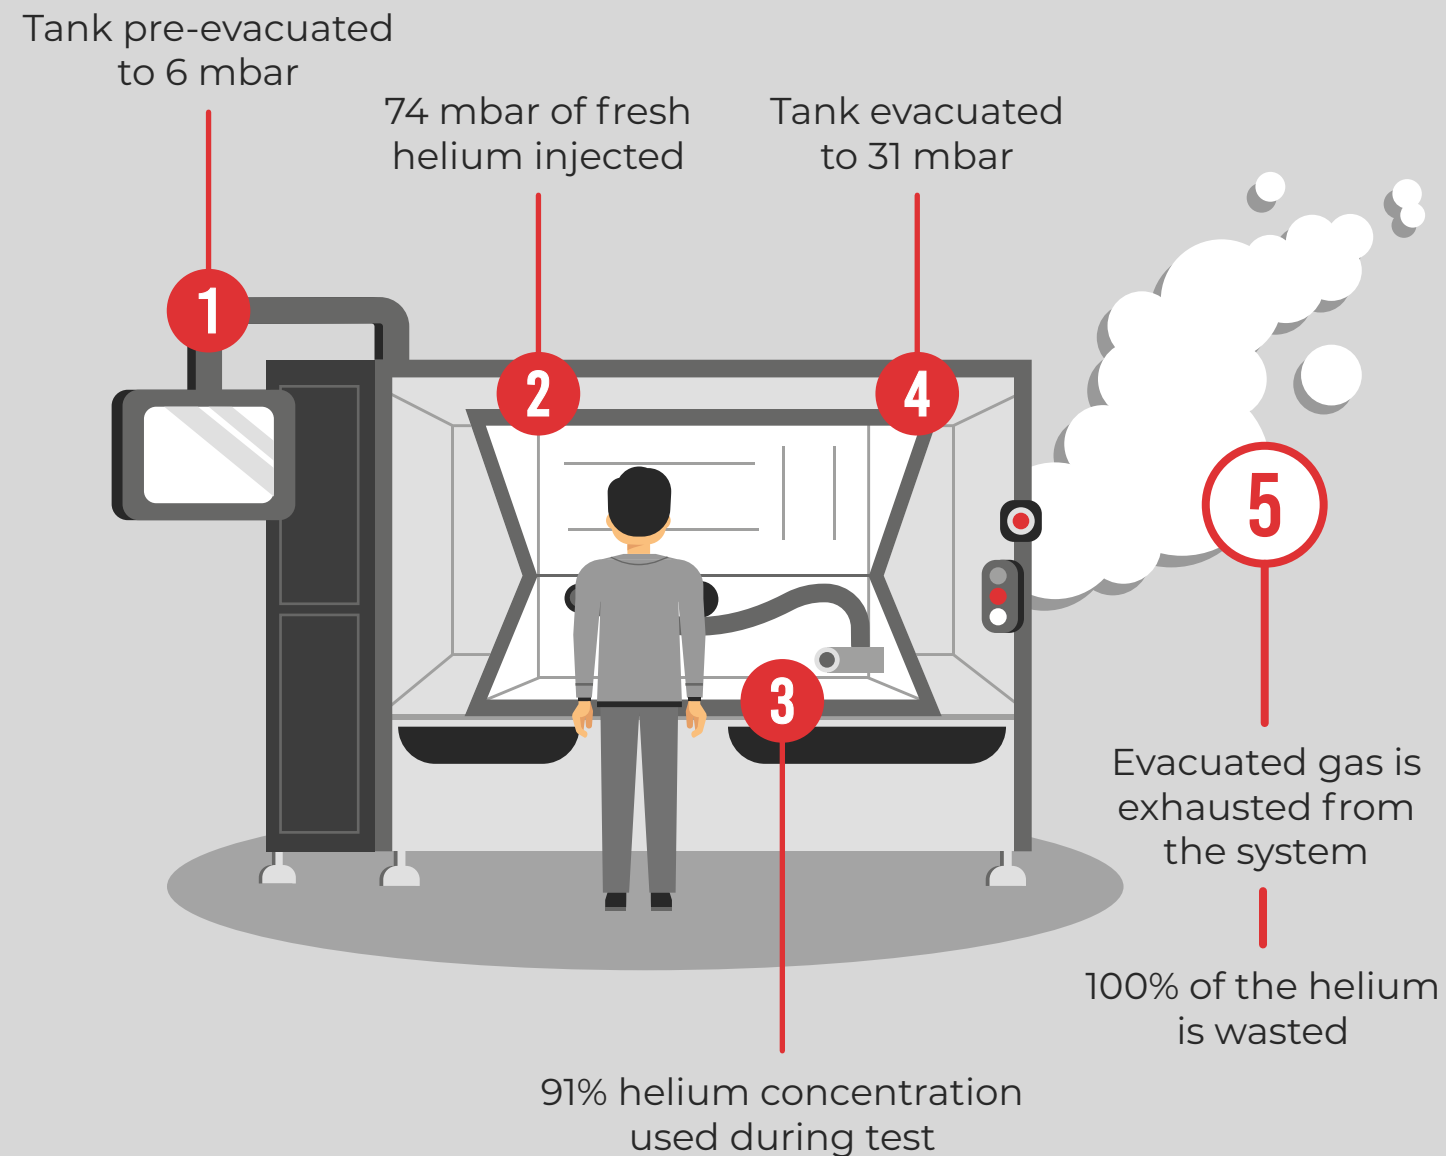 Tank pre-evacuated
to 6 mbar
1
74 mbar of fresh
helium injected
2
91% helium concentration
used during test
3
Tank evacuated
to 31 mbar
4
5
Evacuated gas is
exhausted from
the system
100% of the helium
is wasted